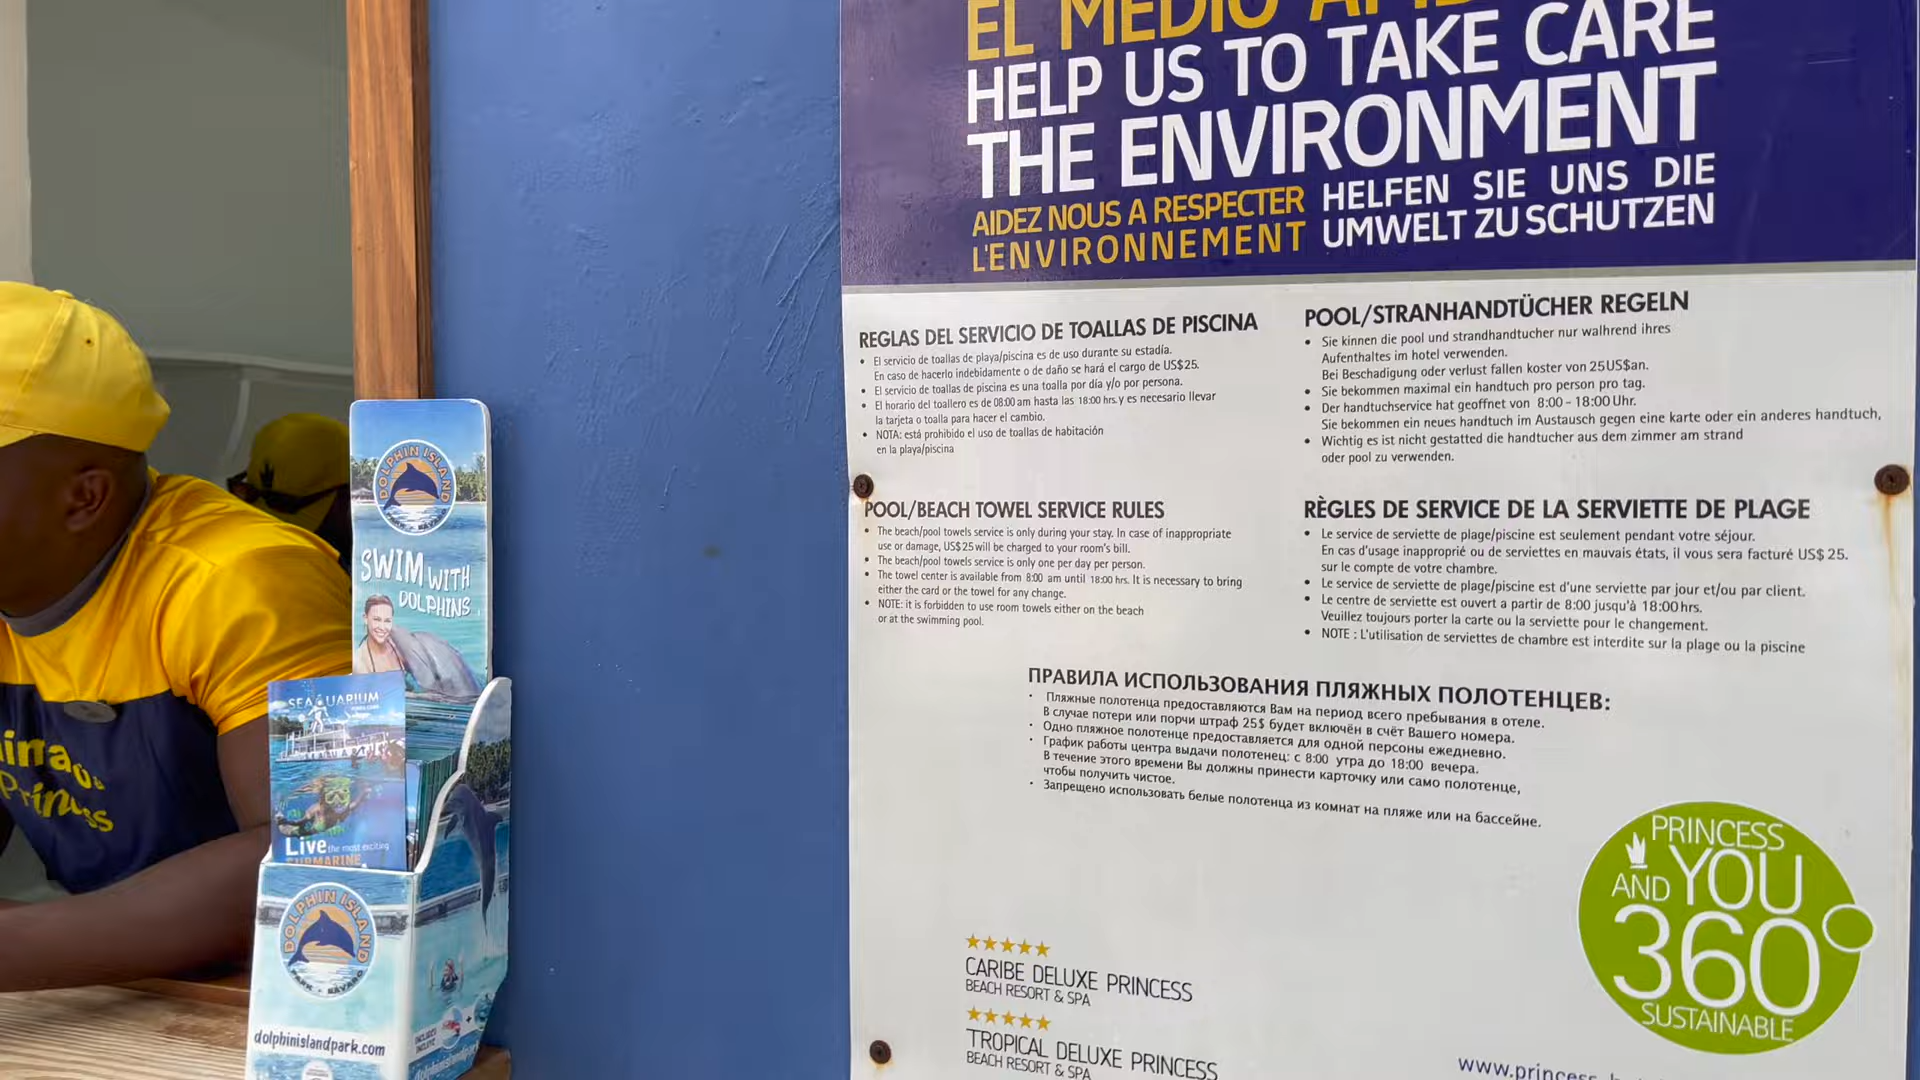 EL MEDIO
HELP US TO TAKE CARE
THE ENVIRONMENT
AIDEZ NOUS A RESPECTER
L'ENVIRONNEMENT
HELFEN SIE UNS DIE
UMWELT ZU SCHUTZEN
REGLAS DEL SERVICIO DE TOALLAS DE PISCINA
• El servicio de toallas de playa/piscina es de uso durante su estadía.
En caso de hacerlo indebidamente o de daño se hará el cargo de US$25.
• El servicio de toallas de piscina es una toalla por día y/o por persona.
• El horario del toallero es de 08:00 am hasta las 18:00 hrs. y es necesario llevar
la tarjeta o toalla para hacer el cambio.
• NOTA: está prohibido el uso de toallas de habitación
en la playa/piscina
POOL/STRANHANDTÜCHER REGELN
• Sie kinnen die pool und strandhandtucher nur walhrend ihres
Aufenthaltes im hotel verwenden.
Bei Beschadigung oder verlust fallen koster von 25US$an.
• Sie bekommen maximal ein handtuch pro person pro tag.
• Der handtuchservice hat geoffnet von 8:00 - 18:00 Uhr.
Sie bekommen ein neues handtuch im Austausch gegen eine karte oder ein anderes handtuch,
• Wichtig es ist nicht gestatted die handtucher aus dem zimmer am strand
oder pool zu verwenden.
POOL/BEACH TOWEL SERVICE RULES
• The beach/pool towels service is only during your stay. In case of inappropriate
use or damage, US$25 will be charged to your room's bill.
• The beach/pool towels service is only one per day per person.
• The towel center is available from 8:00 am until 18:00 hrs. It is necessary to bring
either the card or the towel for any change.
• NOTE: it is forbidden to use room towels either on the beach
or at the swimming pool.
RÈGLES DE SERVICE DE LA SERVIETTE DE PLAGE
• Le service de serviette de plage/piscine est seulement pendant votre séjour.
En cas d'usage inapproprié ou de serviettes en mauvais états, il vous sera facturé US$ 25.
sur le compte de votre chambre.
• Le service de serviette de plage/piscine est d'une serviette par jour et/ou par client.
• Le centre de serviette est ouvert a partir de 8:00 jusqu'à 18:00 hrs.
Veuillez toujours porter la carte ou la serviette pour le changement.
• NOTE : L'utilisation de serviettes de chambre est interdite sur la plage ou la piscine
ПРАВИЛА ИСПОЛЬЗОВАНИЯ ПЛЯЖНЫХ ПОЛОТЕНЦЕВ:
· Пляжные полотенца предоставляются Вам на период всего пребывания в отеле.
В случае потери или порчи штраф 25$ будет включён в счёт Вашего номера.
· Одно пляжное полотенце предоставляется для одной персоны ежедневно.
· График работы центра выдачи полотенец: с 8:00 утра до 18:00 вечера.
В течение этого времени Вы должны принести карточку или само полотенце,
чтобы получить чистое.
· Запрещено использовать белые полотенца из комнат на пляже или на бассейне.
PRINCESS
AND YOU
360
SUSTAINABLE
CARIBE DELUXE PRINCESS
BEACH RESORT & SPA
TROPICAL DELUXE PRINCESS
BEACH RESORT & SPA
www.princess
DOLPHIN ISLAND
PARK - BAVARO
SWIM WITH
DOLPHINS
SEAQUARIUM
Live the most exciting
SUBMARINE
DOLPHIN ISLAND
PARK - BAVARO
dolphinislandpark.com
Princess